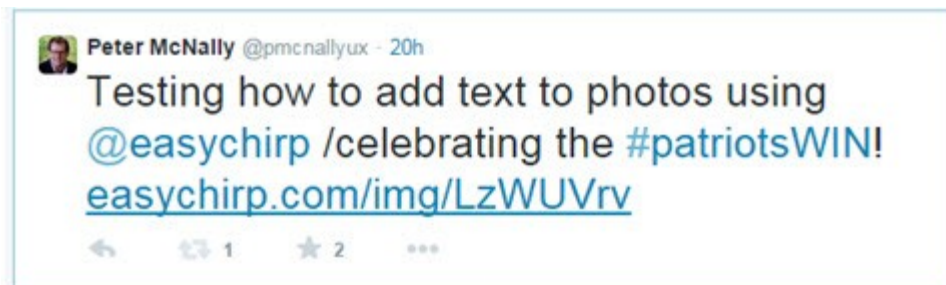 Peter McNally @pmcnallyux · 20h
Testing how to add text to photos using
@easychirp /celebrating the #patriotsWIN!
easychirp.com/img/LzWUVrv
1 2